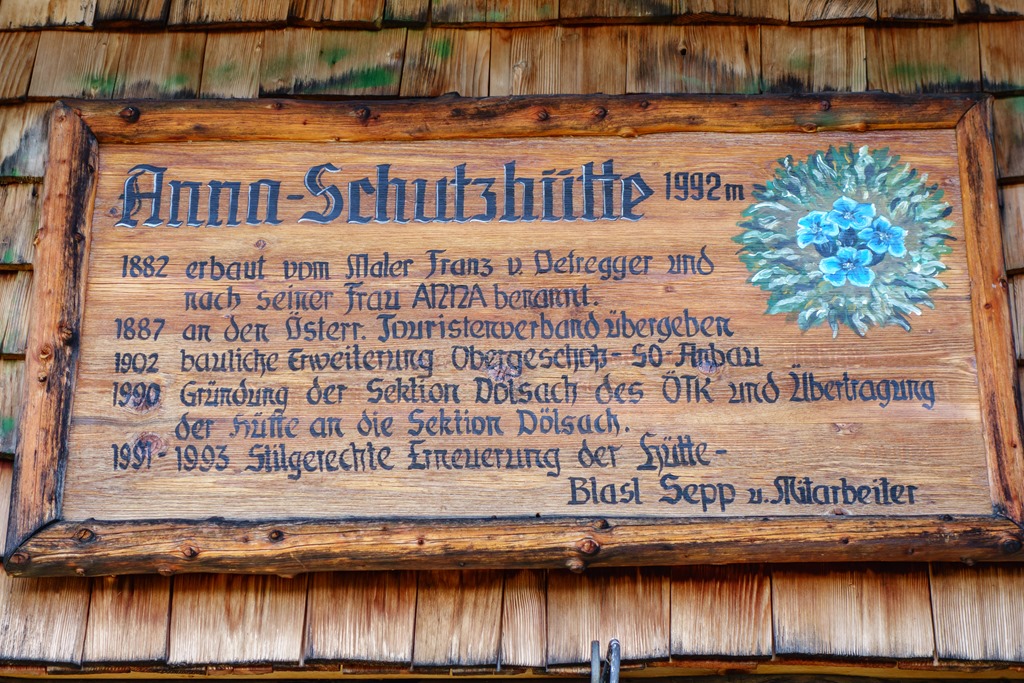 Anna-Schutzhütte 1992m
1882 erbaut vom Maler Franz v. Defregger und
nach seiner Frau ANNA benannt.
1887 an den Österr. Touristenverband übergeben
1902 bauliche Erweiterung Obergeschoß- SO-Anbau
1990 Gründung der Sektion Dölsach des ÖTK und Übertragung
der Hütte an die Sektion Dölsach.
1991-1993 Stilgerechte Erneuerung der Hütte-
Blasl Sepp u. Mitarbeiter